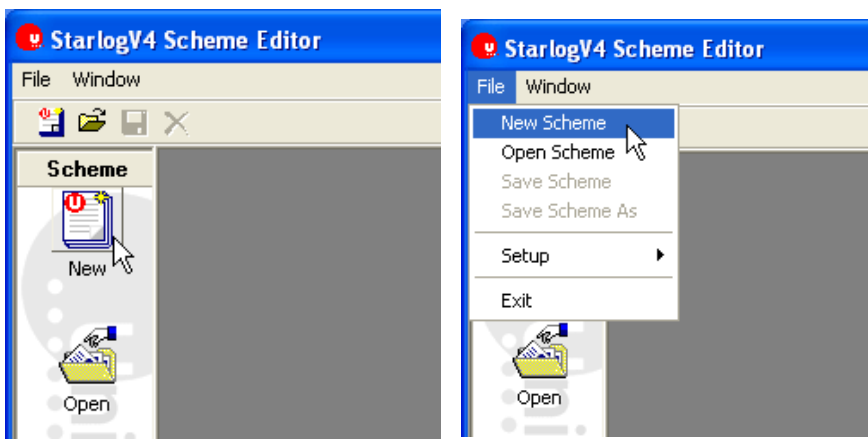 StarlogV4 Scheme Editor
File Window
Scheme
New
Open
StarlogV4 Scheme Editor
File Window
New Scheme
Open Scheme
Save Scheme
Save Scheme As
Setup
Exit
Open